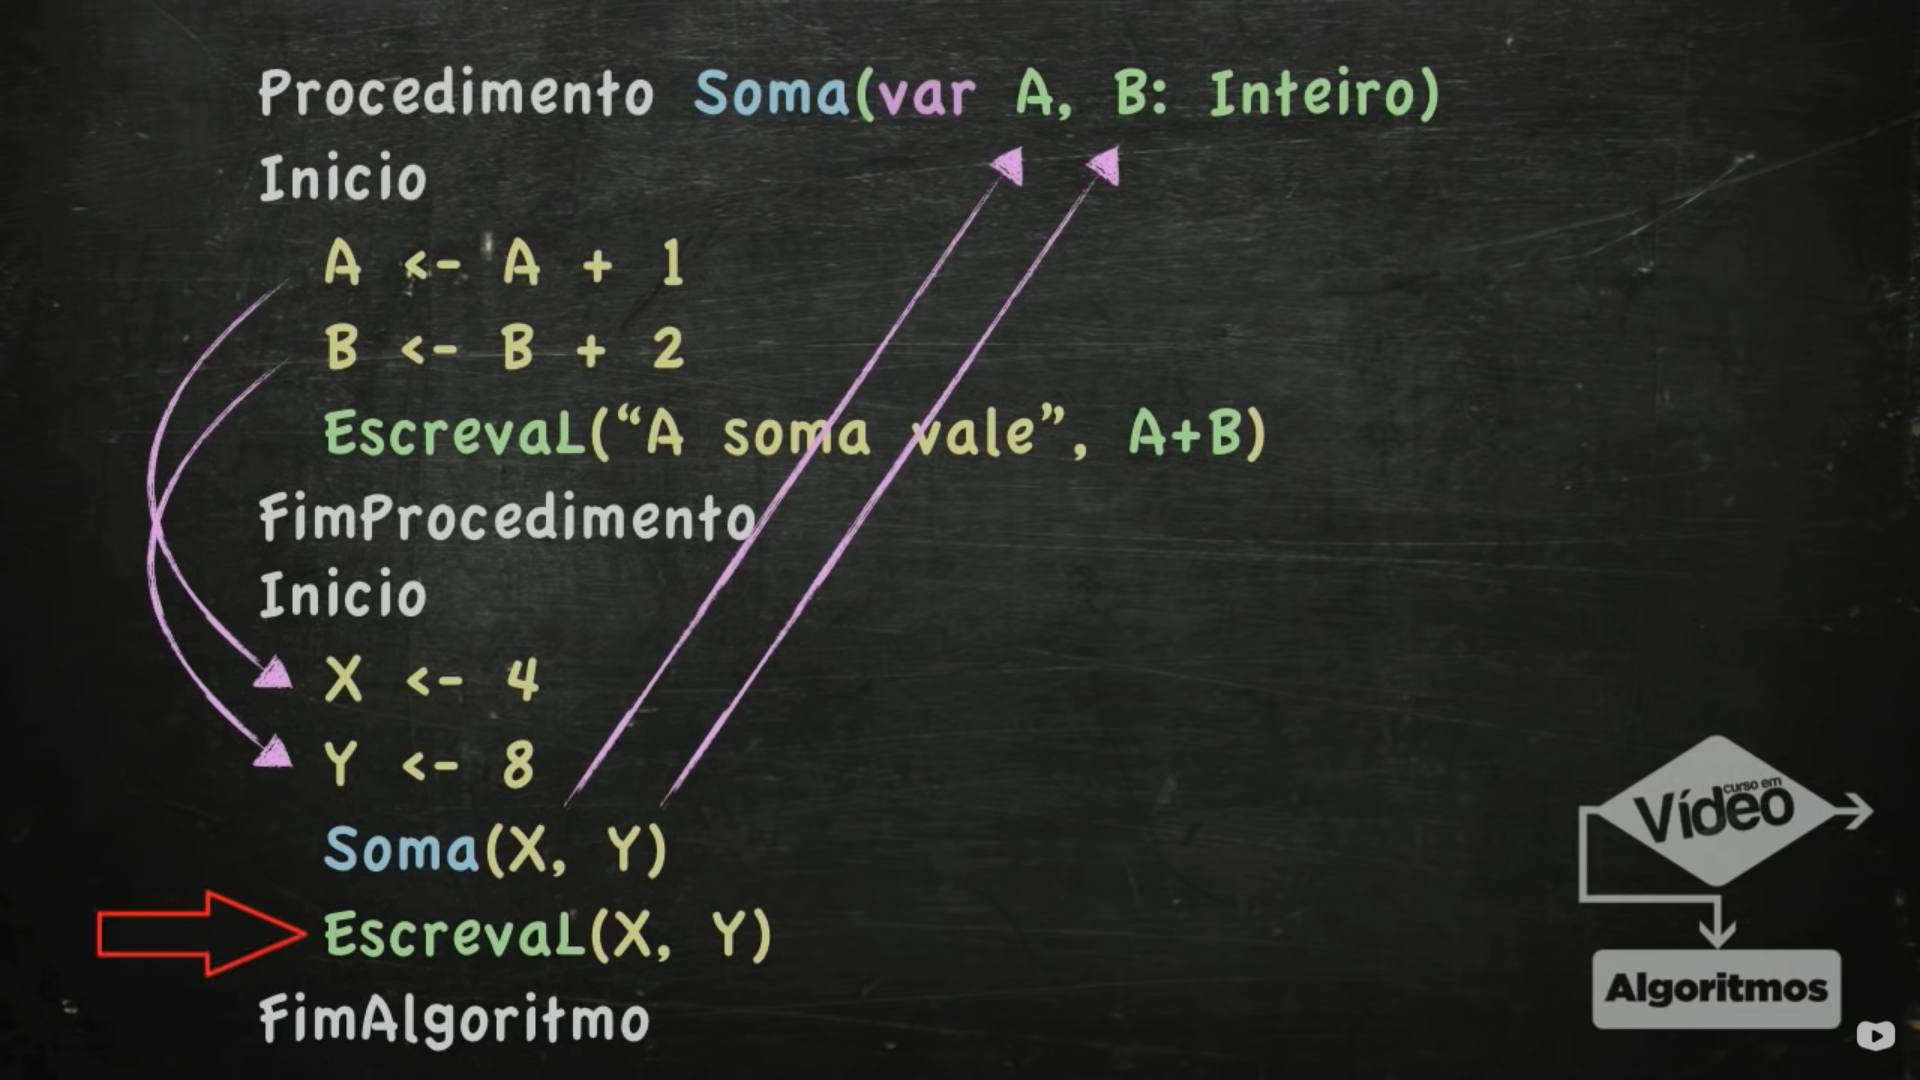 Procedimento Soma(var A, B: Inteiro)
Inicio
A <- A + 1
B <- B + 2
EscrevaL(“A soma vale”, A+B)
FimProcedimento
Inicio
X <- 4
Y <- 8
Soma(X, Y)
EscrevaL(X, Y)
FimAlgoritmo
curso em
Vídeo
Algoritmos